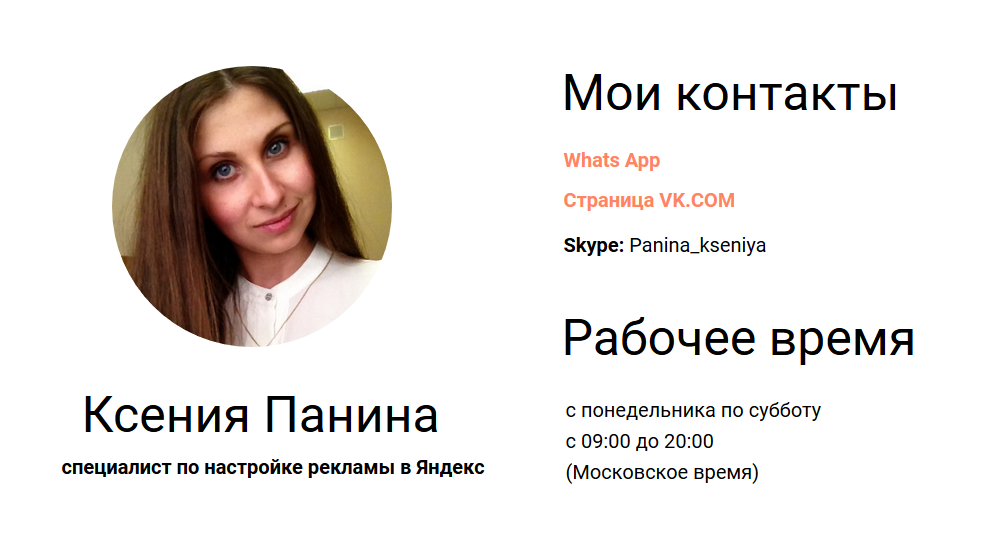 Мои контакты
Whats App
Страница VK.COM
Skype: Panina_kseniya
Рабочее время
с понедельника по субботу
с 09:00 до 20:00
(Московское время)
Ксения Панина
специалист по настройке рекламы в Яндекс